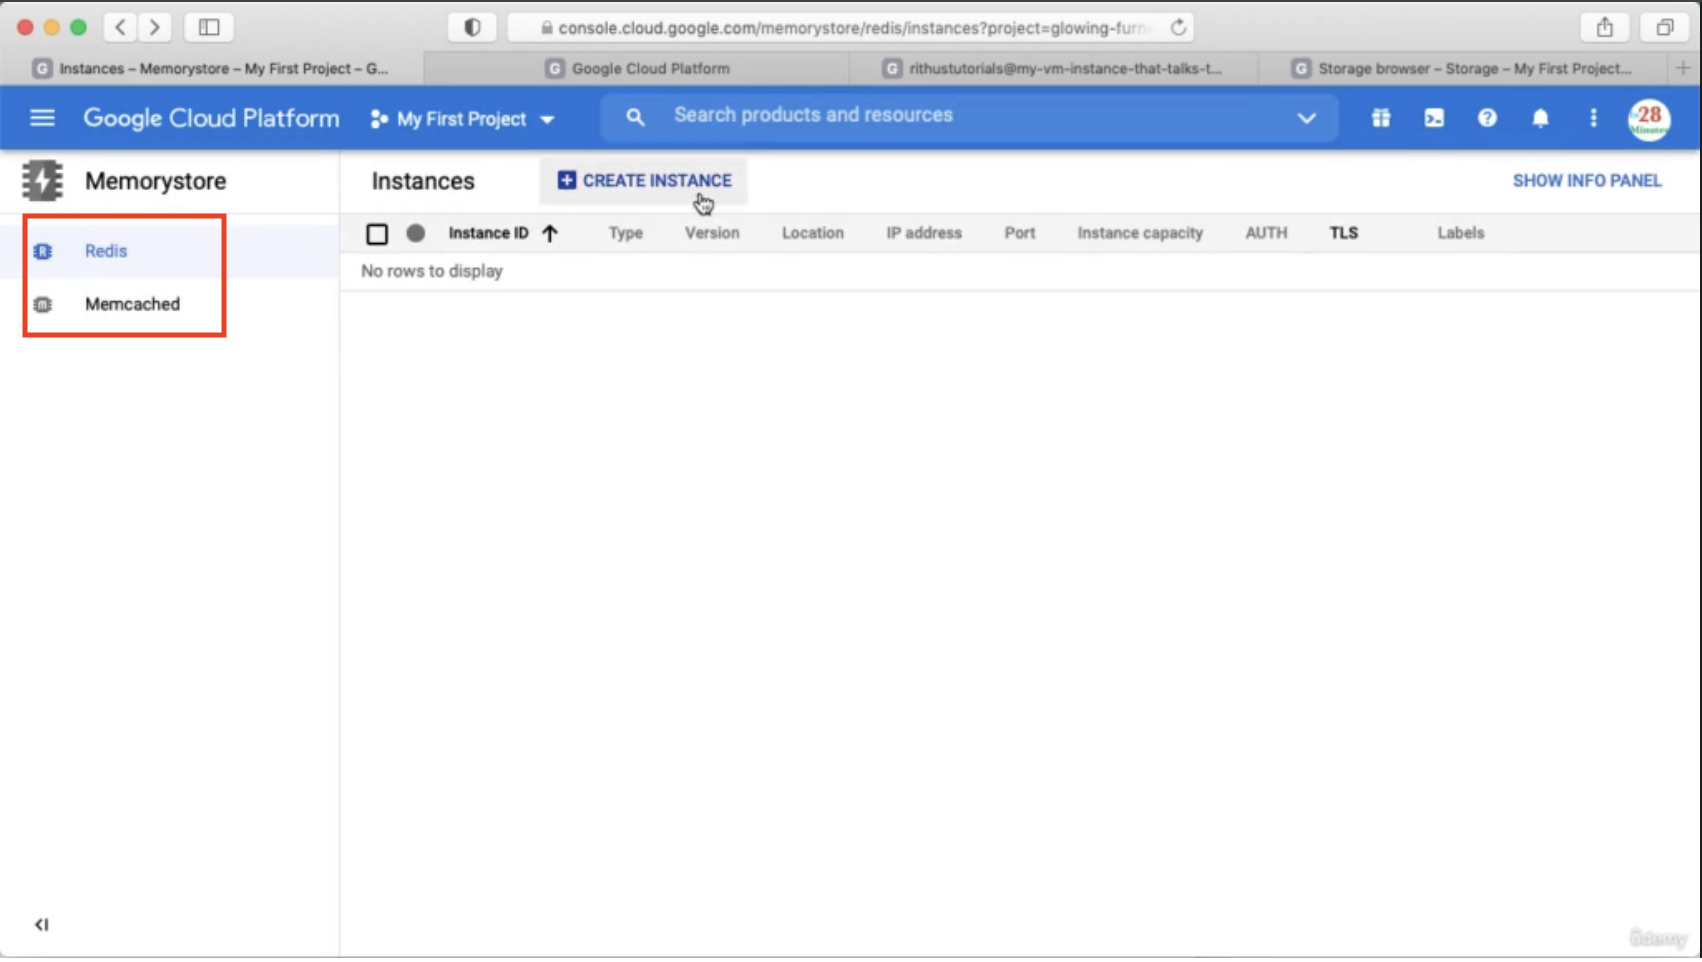 console.cloud.google.com/memorystore/redis/instances?project=glowing-furn
Instances – Memorystore – My First Project – G...
Google Cloud Platform
rithustutorials@my-vm-instance-that-talks-t...
Storage browser – Storage – My First Project...
Google Cloud Platform
My First Project
Search products and resources
28
Minutes
Memorystore
Instances
CREATE INSTANCE
SHOW INFO PANEL
Redis
Memcached
Instance ID
Type
Version
Location
IP address
Port
Instance capacity
AUTH
TLS
Labels
No rows to display
ûdemy